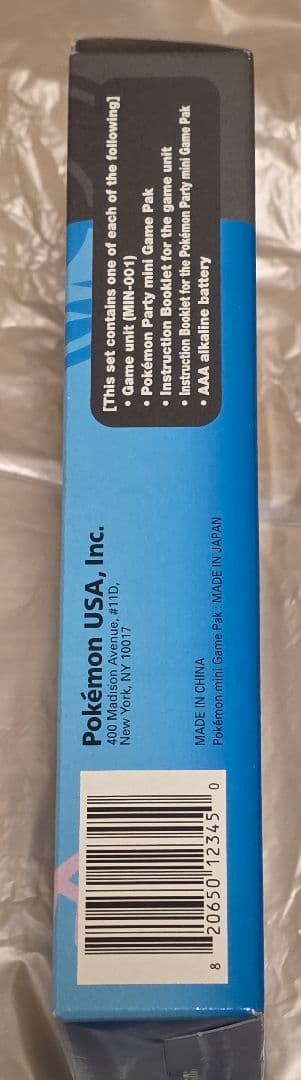 [This set contains one of each of the following]
• Game unit (MIN-001)
• Pokémon Party mini Game Pak
• Instruction Booklet for the game unit
• Instruction Booklet for the Pokémon Party mini Game Pak
• AAA alkaline battery
Pokémon USA, Inc.
400 Madison Avenue, #11D,
New York, NY 10017
MADE IN CHINA
Pokémon mini Game Pak : MADE IN JAPAN
8 20650 12345 0